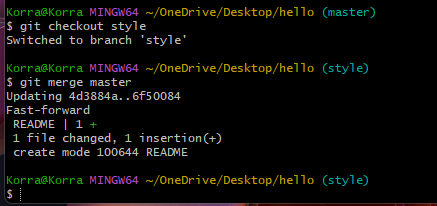 Korra@Korra MINGW64 ~/OneDrive/Desktop/hello (master)
$ git checkout style
Switched to branch 'style'
Korra@Korra MINGW64 ~/OneDrive/Desktop/hello (style)
$ git merge master
Updating 4d3884a..6f50084
Fast-forward
 README | 1 +
 1 file changed, 1 insertion(+)
 create mode 100644 README
Korra@Korra MINGW64 ~/OneDrive/Desktop/hello (style)
$